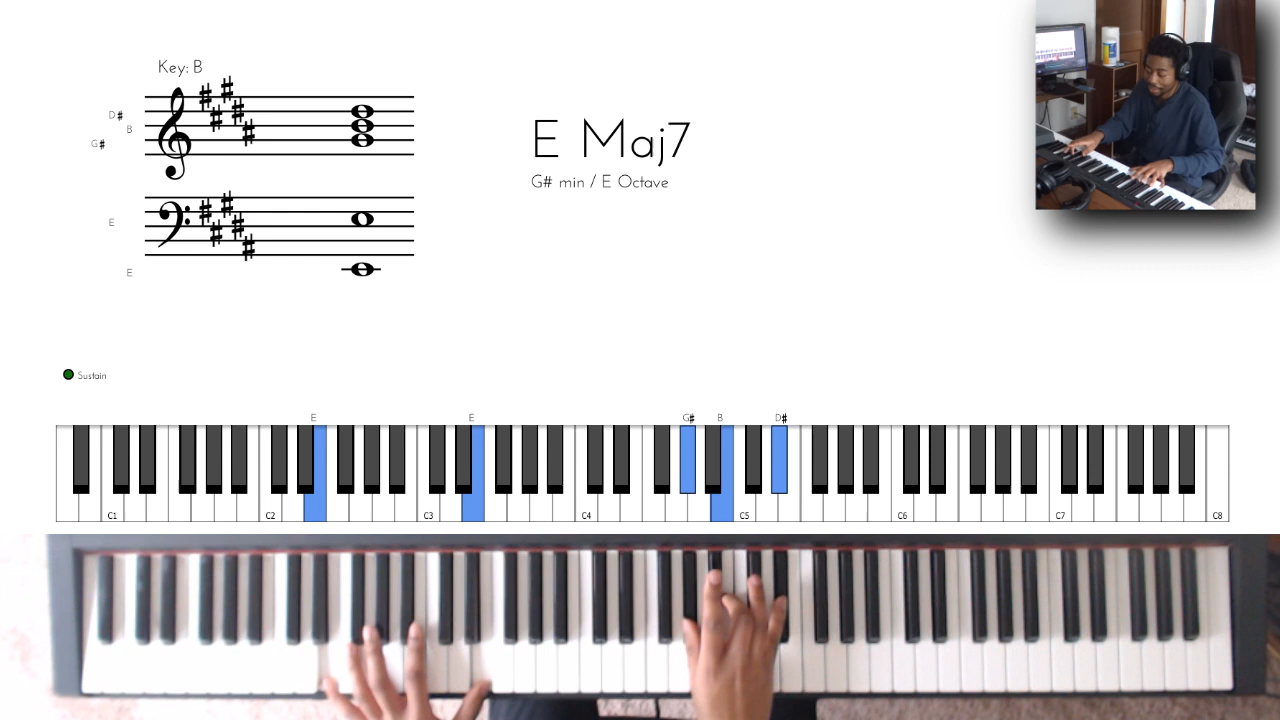 Key: B
D#
B
G#
E
E
E Maj7
G# min / E Octave
Sustain
E
E
G#
B
D#
C1
C2
C3
C4
C5
C6
C7
C8